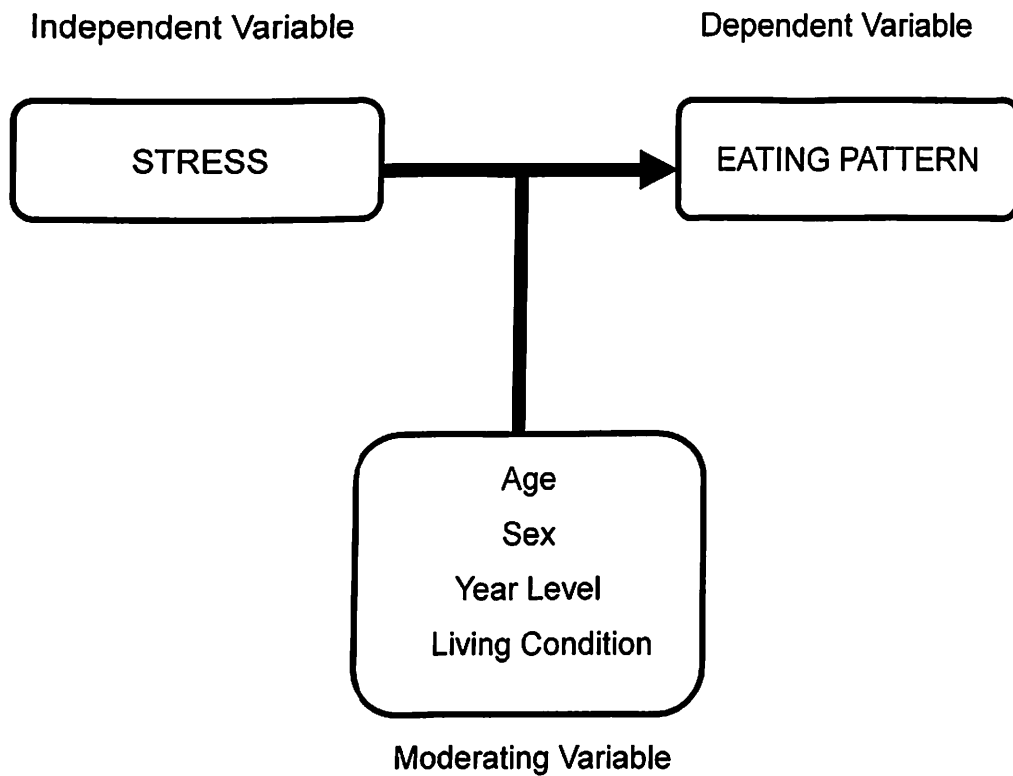 Independent Variable
Dependent Variable
STRESS
EATING PATTERN
Age
Sex
Year Level
Living Condition
Moderating Variable